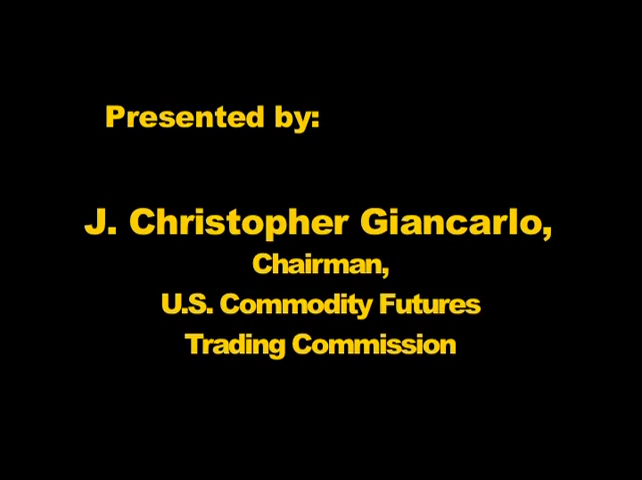 Presented by:
J. Christopher Giancarlo,
Chairman,
U.S. Commodity Futures
Trading Commission